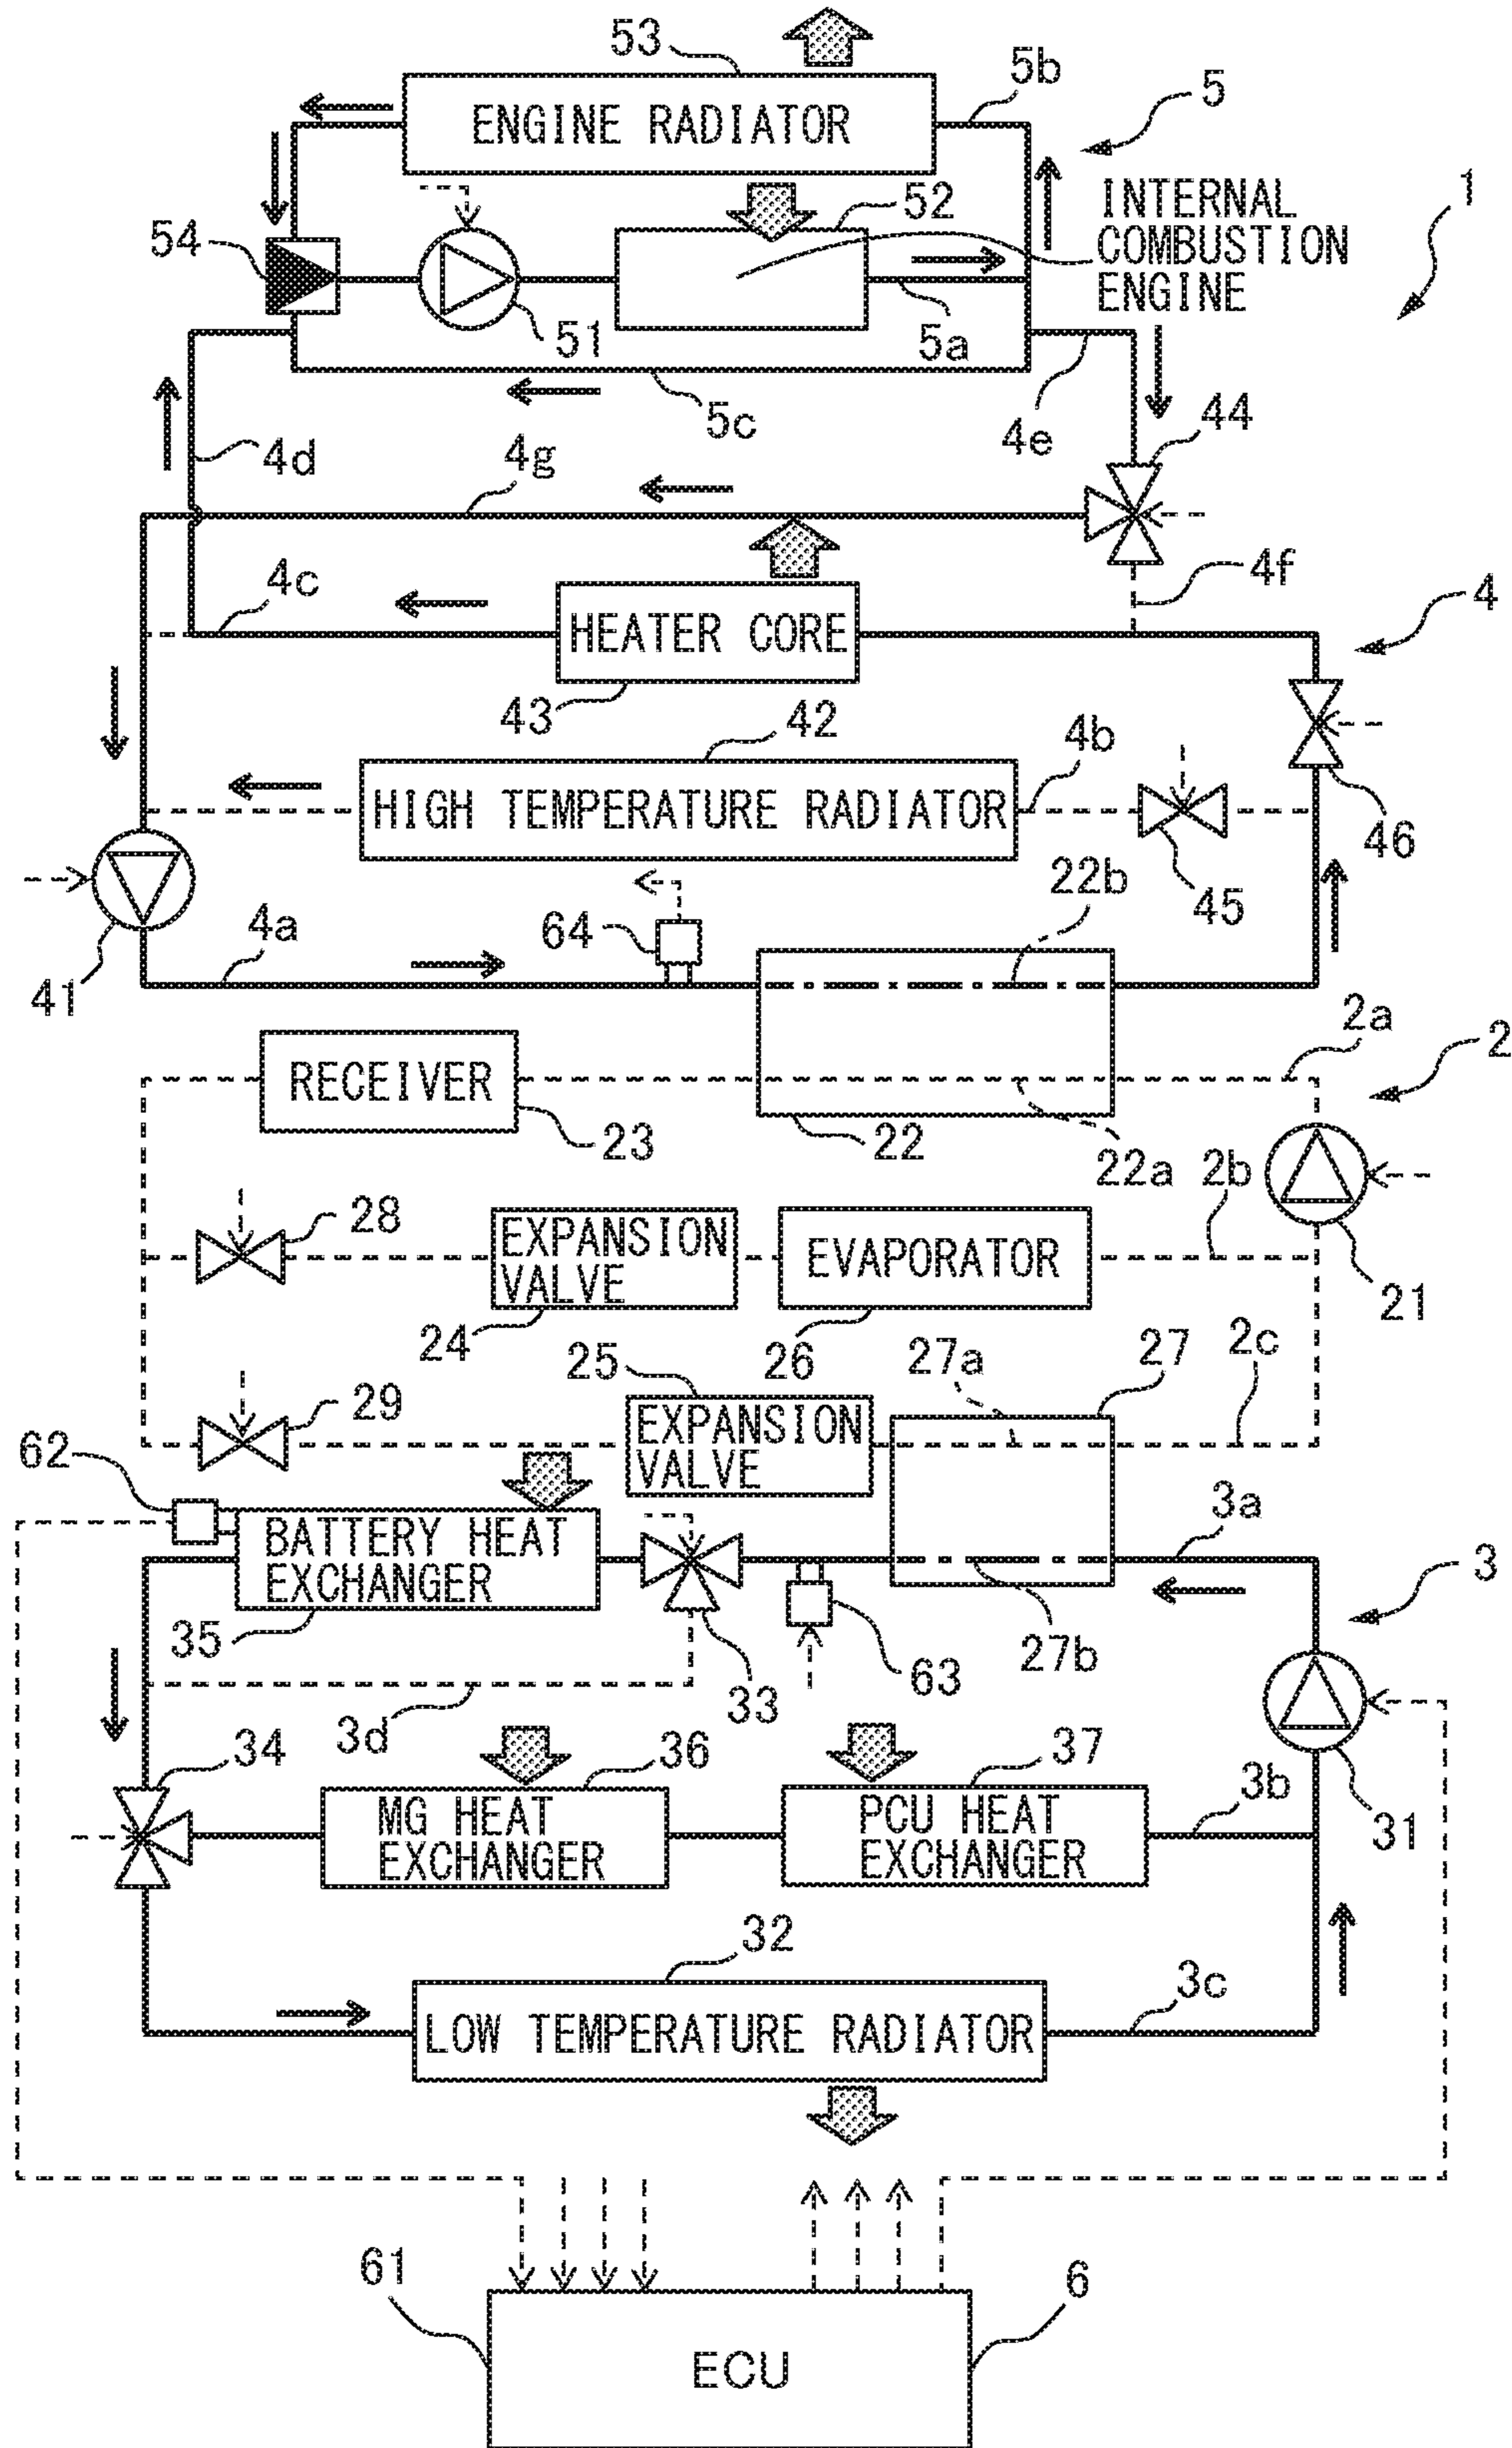 53
5b
5
ENGINE RADIATOR
1
52
INTERNAL
COMBUSTION
ENGINE
54
51
5a
5c
4e
44
4d
4g
4c
4f
4
HEATER CORE
43
42
4b
HIGH TEMPERATURE RADIATOR
46
22b
45
64
4a
41
2a
2
RECEIVER
23
22
22a
2b
28
EXPANSION
VALVE
EVAPORATOR
21
24
26
25
27a
27
2c
29
EXPANSION
VALVE
62
BATTERY HEAT
EXCHANGER
3a
3
35
27b
63
33
3d
34
36
37
3b
MG HEAT
EXCHANGER
PCU HEAT
EXCHANGER
31
32
3c
LOW TEMPERATURE RADIATOR
61
6
ECU